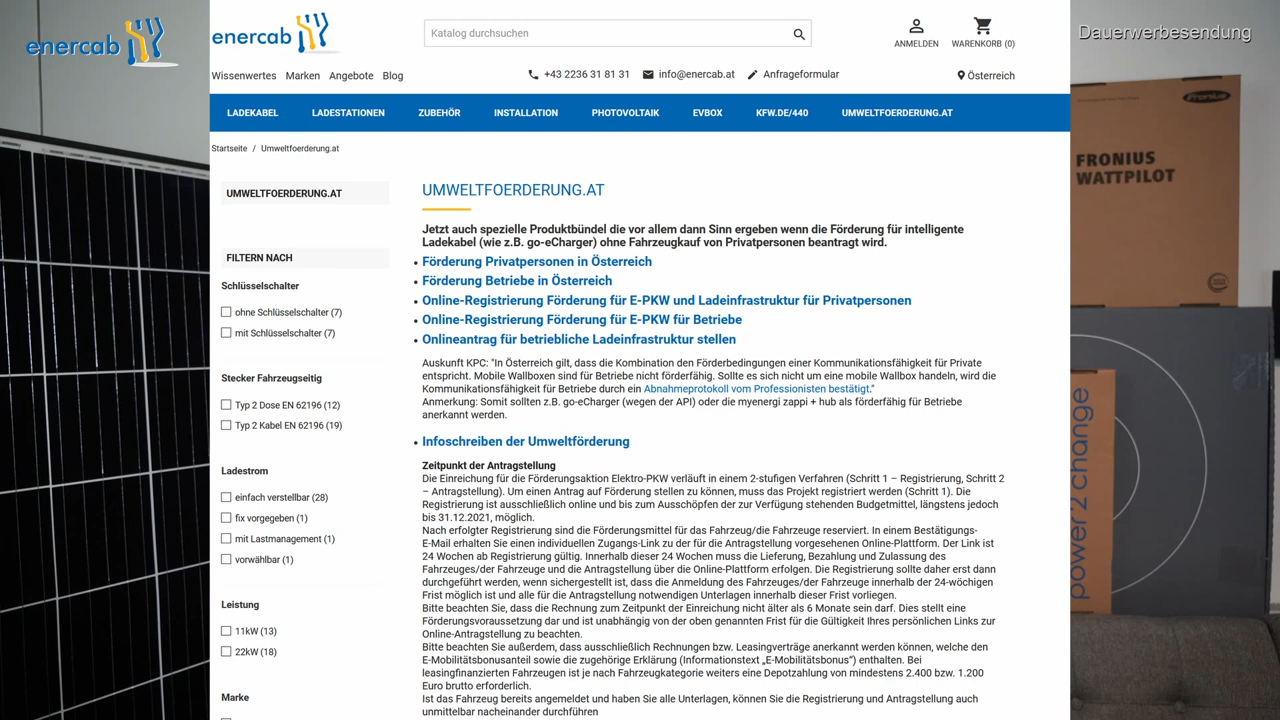 enercab
Dauerwerbesendung
enercab
Katalog durchsuchen
ANMELDEN
WARENKORB (0)
Wissenwertes Marken Angebote Blog
+43 2236 31 81 31 info@enercab.at Anfrageformular
Österreich
LADEKABEL LADESTATIONEN ZUBEHÖR INSTALLATION PHOTOVOLTAIK EVBOX KFW.DE/440 UMWELTFOERDERUNG.AT
Startseite / Umweltfoerderung.at
UMWELTFOERDERUNG.AT
FILTERN NACH
Schlüsselschalter
ohne Schlüsselschalter (7)
mit Schlüsselschalter (7)
Stecker Fahrzeugseitig
Typ 2 Dose EN 62196 (12)
Typ 2 Kabel EN 62196 (19)
Ladestrom
einfach verstellbar (28)
fix vorgegeben (1)
mit Lastmanagement (1)
vorwählbar (1)
Leistung
11kW (13)
22kW (18)
Marke
UMWELTFOERDERUNG.AT
Jetzt auch spezielle Produktbündel die vor allem dann Sinn ergeben wenn die Förderung für intelligente
Ladekabel (wie z.B. go-eCharger) ohne Fahrzeugkauf von Privatpersonen beantragt wird.
• Förderung Privatpersonen in Österreich
• Förderung Betriebe in Österreich
• Online-Registrierung Förderung für E-PKW und Ladeinfrastruktur für Privatpersonen
• Online-Registrierung Förderung für E-PKW für Betriebe
• Onlineantrag für betriebliche Ladeinfrastruktur stellen
Auskunft KPC: "In Österreich gilt, dass die Kombination den Förderbedingungen einer Kommunikationsfähigkeit für Private
entspricht. Mobile Wallboxen sind für Betriebe nicht förderfähig. Sollte es sich nicht um eine mobile Wallbox handeln, wird die
Kommunikationsfähigkeit für Betriebe durch ein Abnahmeprotokoll vom Professionisten bestätigt."
Anmerkung: Somit sollten z.B. go-eCharger (wegen der API) oder die myenergi zappi + hub als förderfähig für Betriebe
anerkannt werden.
• Infoschreiben der Umweltförderung
Zeitpunkt der Antragstellung
Die Einreichung für die Förderungsaktion Elektro-PKW verläuft in einem 2-stufigen Verfahren (Schritt 1 – Registrierung, Schritt 2
– Antragstellung). Um einen Antrag auf Förderung stellen zu können, muss das Projekt registriert werden (Schritt 1). Die
Registrierung ist ausschließlich online und bis zum Ausschöpfen der zur Verfügung stehenden Budgetmittel, längstens jedoch
bis 31.12.2021, möglich.
Nach erfolgter Registrierung sind die Förderungsmittel für das Fahrzeug/die Fahrzeuge reserviert. In einem Bestätigungs-
E-Mail erhalten Sie einen individuellen Zugangs-Link zu der für die Antragstellung vorgesehenen Online-Plattform. Der Link ist
24 Wochen ab Registrierung gültig. Innerhalb dieser 24 Wochen muss die Lieferung, Bezahlung und Zulassung des
Fahrzeuges/der Fahrzeuge und die Antragstellung über die Online-Plattform erfolgen. Die Registrierung sollte daher erst dann
durchgeführt werden, wenn sichergestellt ist, dass die Anmeldung des Fahrzeuges/der Fahrzeuge innerhalb der 24-wöchigen
Frist möglich ist und alle für die Antragstellung notwendigen Unterlagen innerhalb dieser Frist vorliegen.
Bitte beachten Sie, dass die Rechnung zum Zeitpunkt der Einreichung nicht älter als 6 Monate sein darf. Dies stellt eine
Förderungsvoraussetzung dar und ist unabhängig von der oben genannten Frist für die Gültigkeit Ihres persönlichen Links zur
Online-Antragstellung zu beachten.
Bitte beachten Sie außerdem, dass ausschließlich Rechnungen bzw. Leasingverträge anerkannt werden können, welche den
E-Mobilitätsbonusanteil sowie die zugehörige Erklärung (Informationstext „E-Mobilitätsbonus“) enthalten. Bei
leasingfinanzierten Fahrzeugen ist je nach Fahrzeugkategorie weiters eine Depotzahlung von mindestens 2.400 bzw. 1.200
Euro brutto erforderlich.
Ist das Fahrzeug bereits angemeldet und haben Sie alle Unterlagen, können Sie die Registrierung und Antragstellung auch
unmittelbar nacheinander durchführen
Fronius
FRONIUS
WATTPILOT
power 2 change